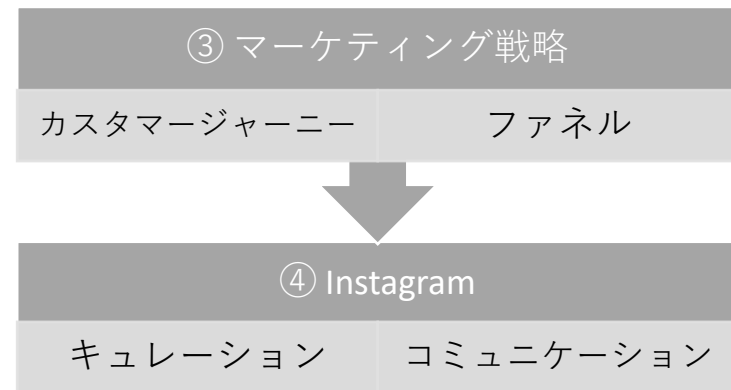 ③ マーケティング戦略
カスタマージャーニー ファネル
④ Instagram
キュレーション コミュニケーション